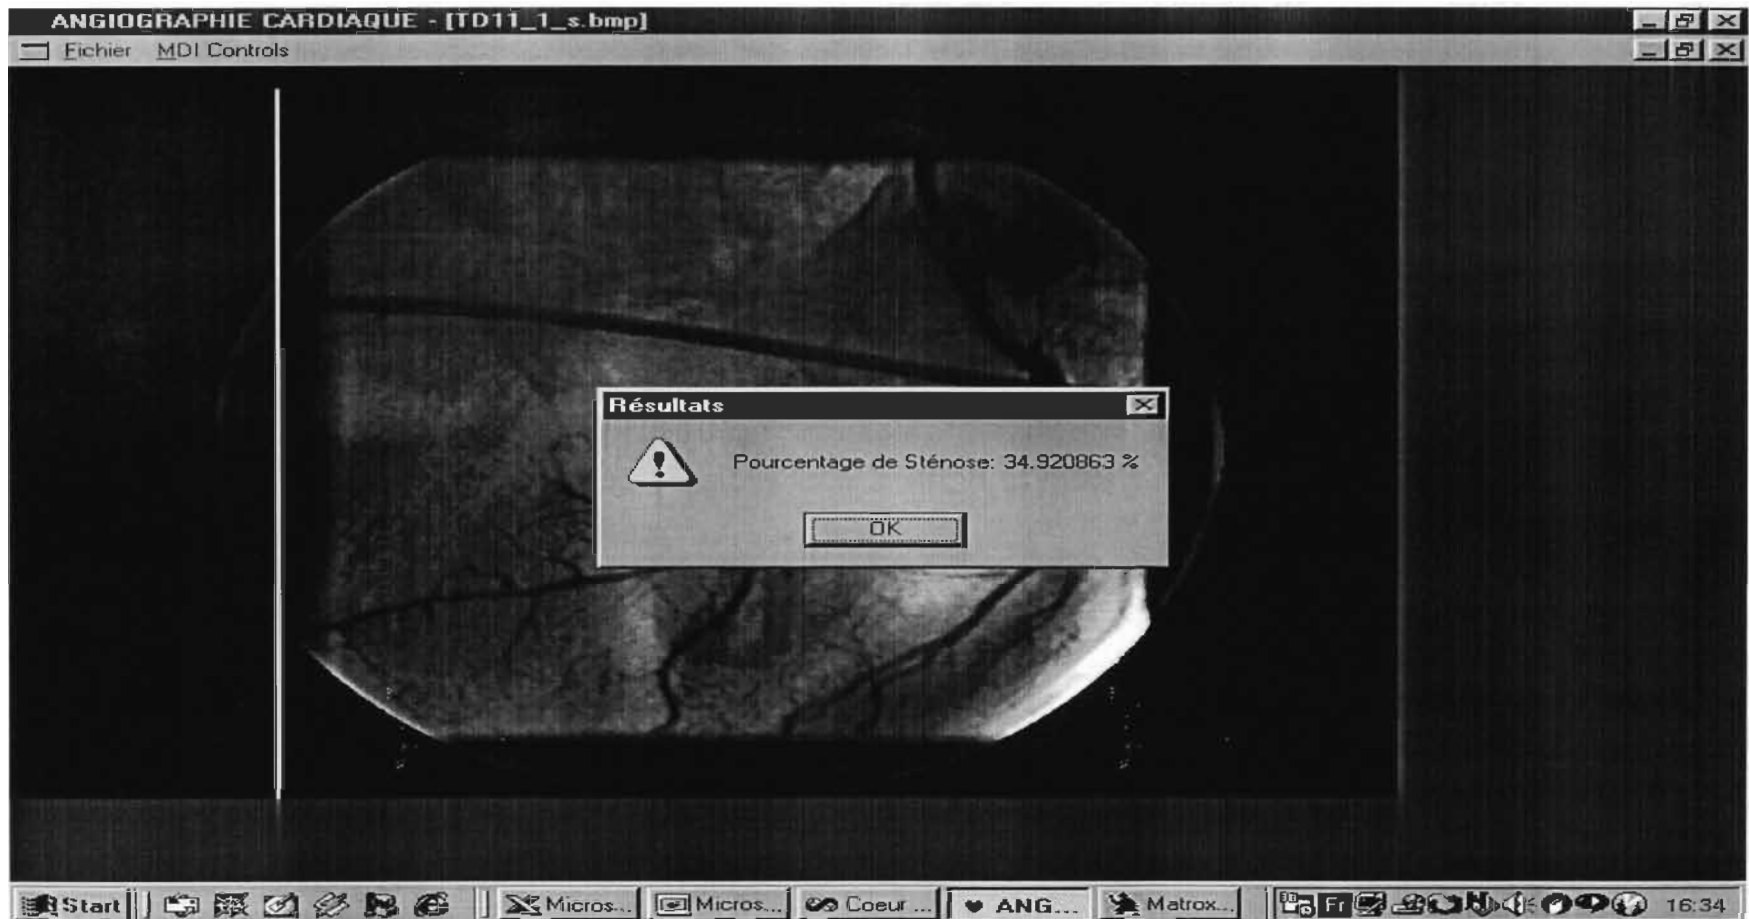 ANGIOGRAPHIE CARDIAQUE - [TD11_1_s.bmp]
Fichier MDI Controls
Résultats
Pourcentage de Sténose: 34.920863 %
OK
Start Micros... Micros... Coeur ... ANG... Matrox... Fr 16:34